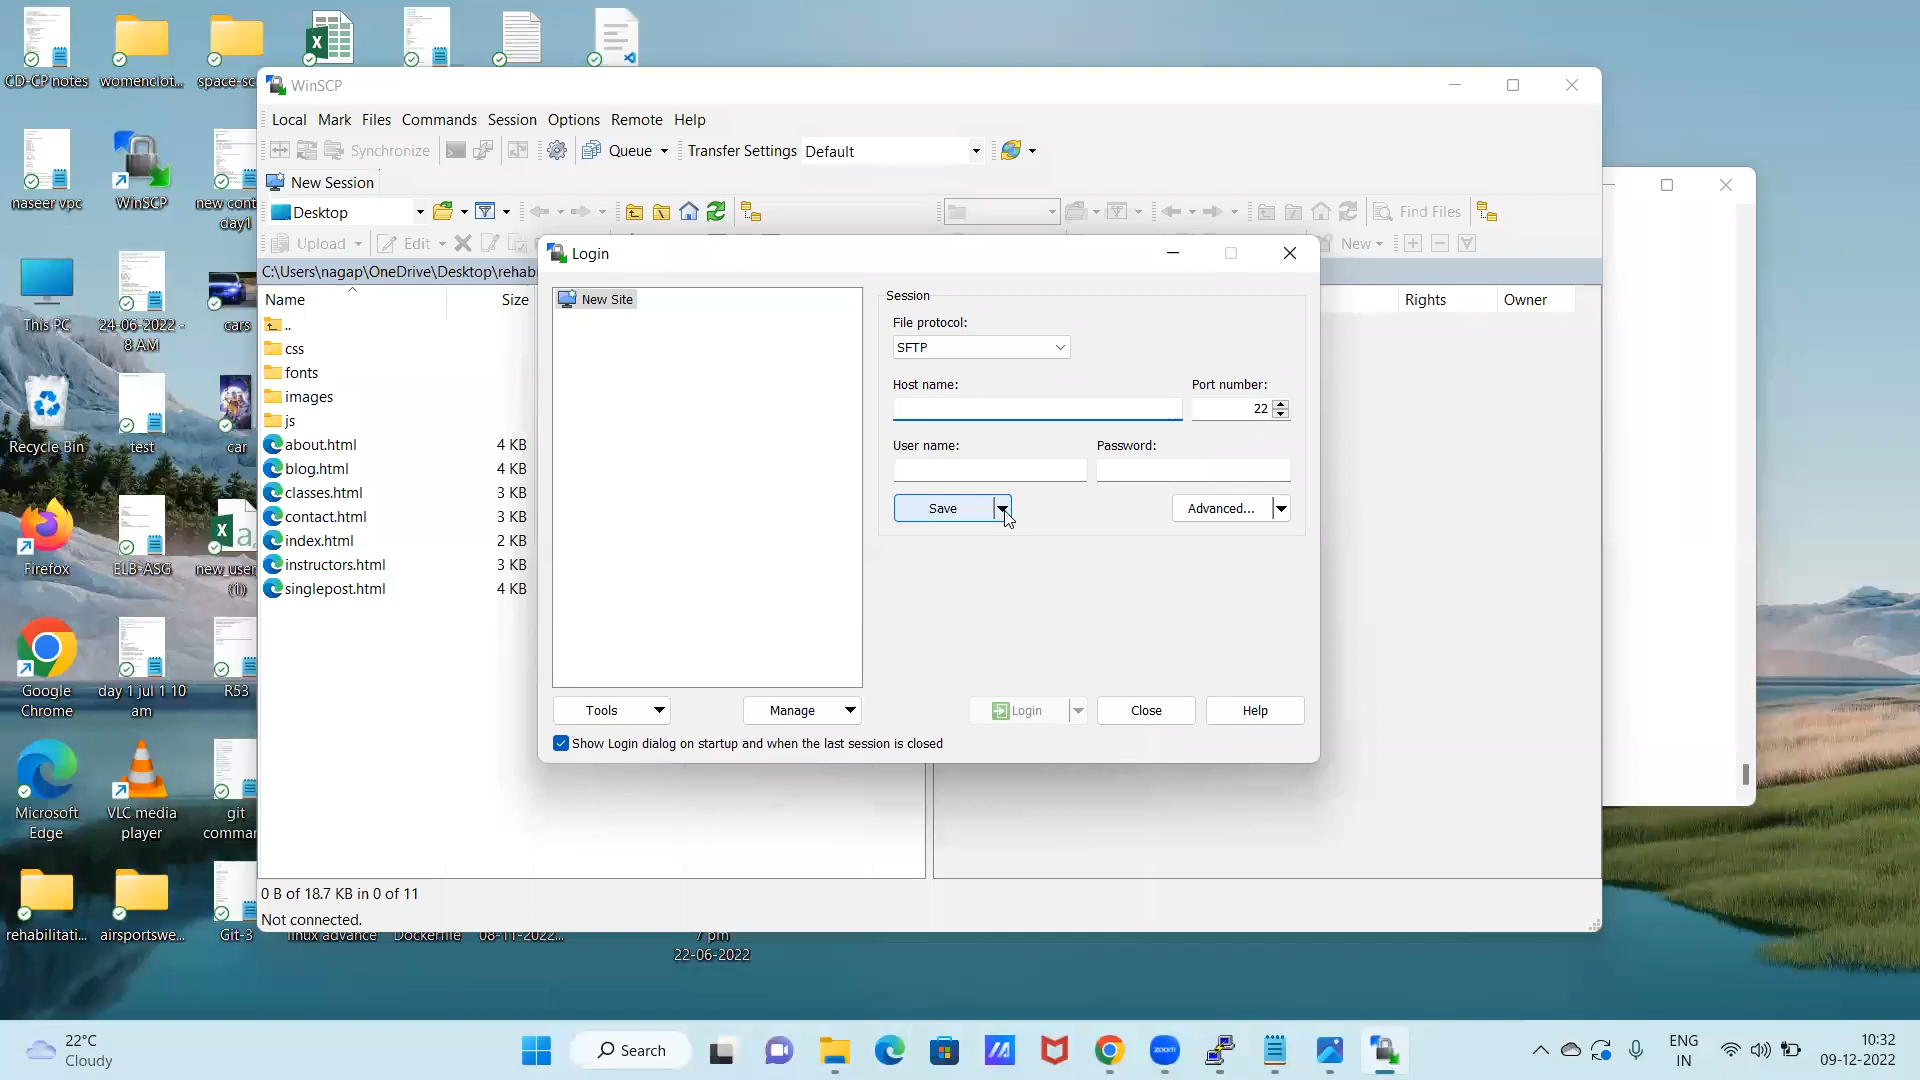 CD-CP notes
womenclot...
space-sc
WinSCP
Local Mark Files Commands Session Options Remote Help
Synchronize
Queue
Transfer Settings Default
New Session
Desktop
Find Files
Upload
Edit
New
C:\Users\nagap\OneDrive\Desktop\rehab
Name
Size
Rights
Owner
..
css
fonts
images
js
about.html 4 KB
blog.html 4 KB
classes.html 3 KB
contact.html 3 KB
index.html 2 KB
instructors.html 3 KB
singlepost.html 4 KB
Login
New Site
Session
File protocol:
SFTP
Host name:
Port number:
22
User name:
Password:
Save
Advanced...
Tools
Manage
Login
Close
Help
Show Login dialog on startup and when the last session is closed
0 B of 18.7 KB in 0 of 11
Not connected.
naseer vpc
WinSCP
new cont
day1
This PC
24-06-2022 -
8 AM
cars
Recycle Bin
test
car
Firefox
ELB-ASG
new_user
(1)
Google
Chrome
day 1 jul 1 10
am
R53
Microsoft
Edge
VLC media
player
git
comman
rehabilitati...
airsportswe...
Git-3
linux advance
Dockerfile
08-11-2022...
7 pm
22-06-2022
22°C
Cloudy
Search
zoom
ENG
IN
10:32
09-12-2022